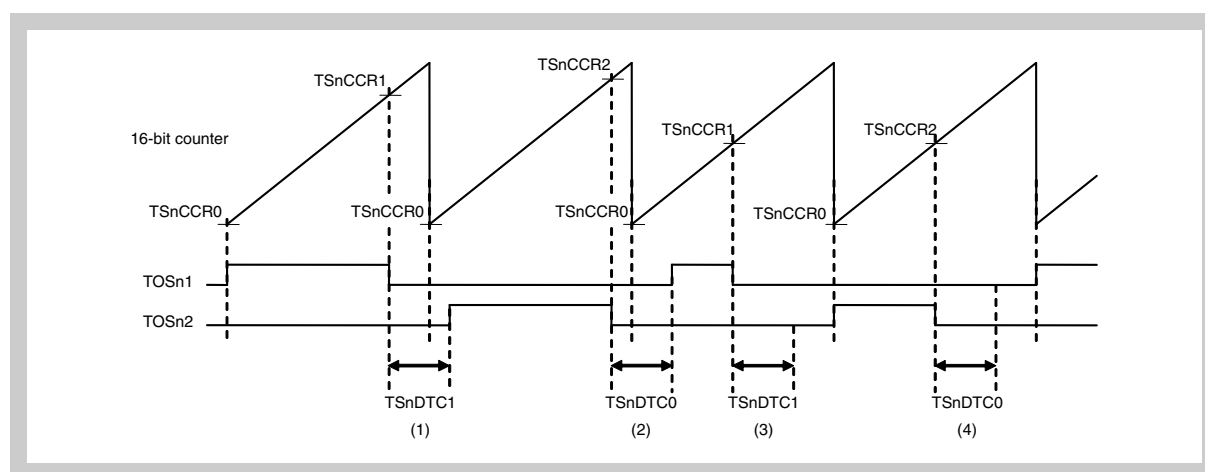 TSnCCR2
TSnCCR1
TSnCCR1
TSnCCR2
16-bit counter
TSnCCR0
TSnCCR0
TSnCCR0
TSnCCR0
TOSn1
TOSn2
TSnDTC1
TSnDTC0
TSnDTC1
TSnDTC0
(1)
(2)
(3)
(4)